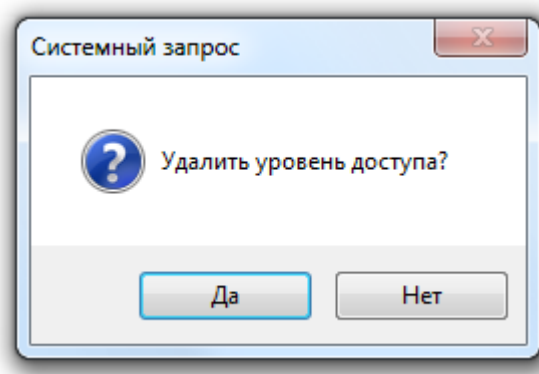 Системный запрос
Удалить уровень доступа?
Да
Нет